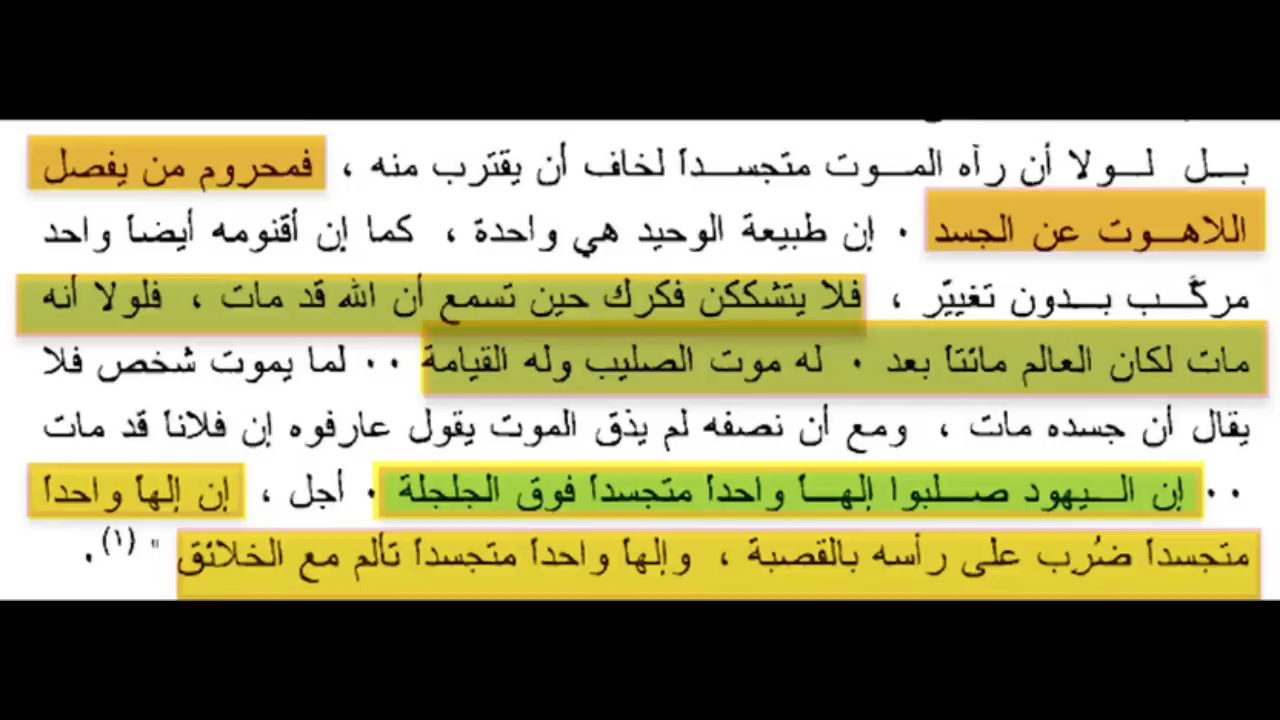 بل لولا أن رآه الموت متجسداً لخاف أن يقترب منه ، فمحروم من يفصل
اللاهوت عن الجسد . إن طبيعة الوحيد هي واحدة ، كما إن أقنومه أيضاً واحد
مركَّب بدون تغييّر ، فلا يتشككن فكرك حين تسمع أن الله قد مات ، فلولا أنه
مات لكان العالم مائتاً بعد . له موت الصليب وله القيامة .. لما يموت شخص فلا
يقال أن جسده مات ، ومع أن نصفه لم يذق الموت يقول عارفوه إن فلاناً قد مات
.. إن اليهود صلبوا إلهاً واحداً متجسداً فوق الجلجلة . أجل ، إن إلهاً واحداً
متجسداً ضُرب على رأسه بالقصبة ، وإلهاً واحداً متجسداً تألم مع الخلائق " (١).